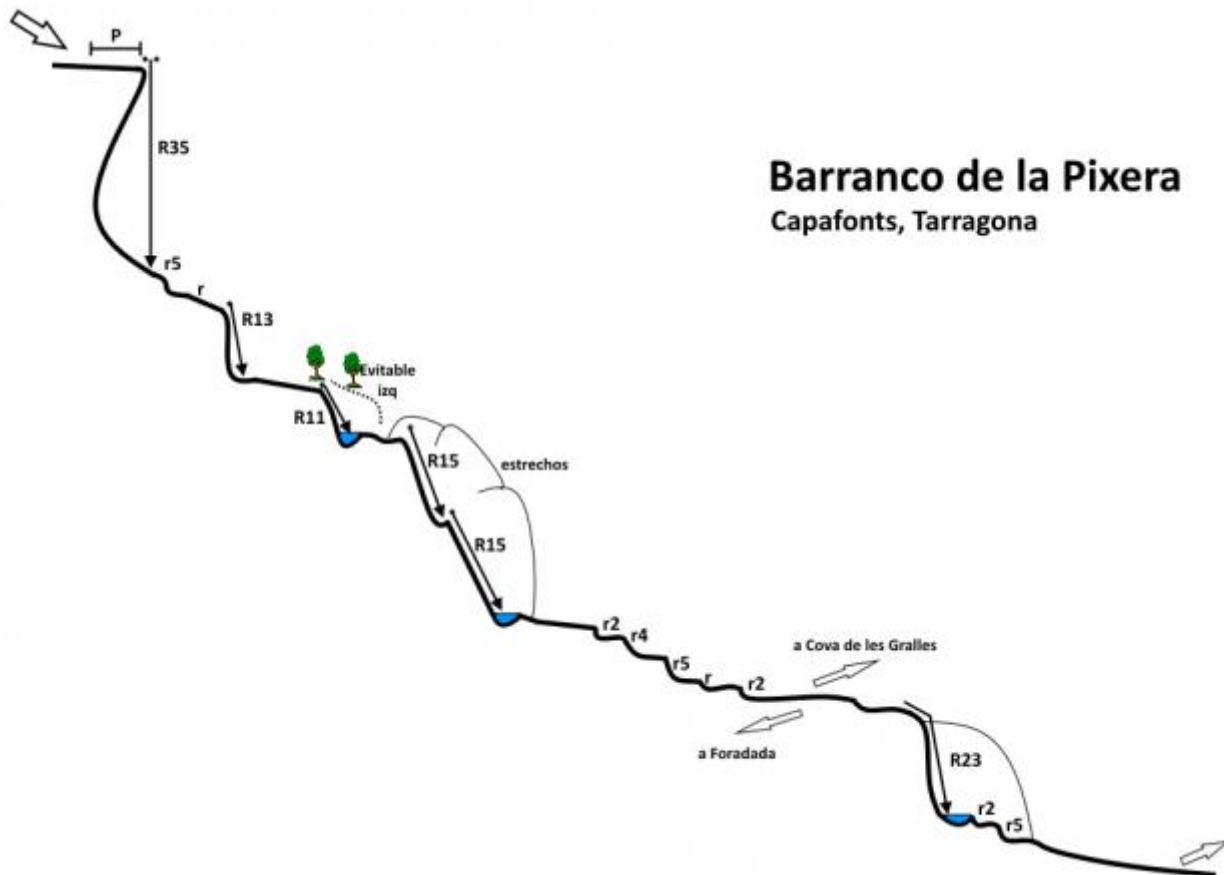 P
R35
Barranco de la Pixera
Capafonts, Tarragona
r5
r
R13
Evitable
izq
R11
R15
estrechos
R15
r2
r4
r5
r
r2
a Cova de les Gralles
a Foradada
R23
r2
r5